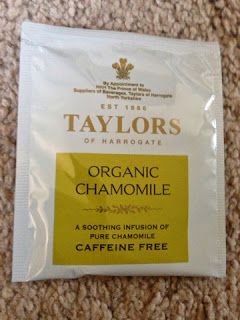 By Appointment to
HRH The Prince of Wales
Suppliers of Beverages, Taylors of Harrogate
North Yorkshire
EST 1886
TAYLORS
OF HARROGATE
ORGANIC
CHAMOMILE
A SOOTHING INFUSION OF
PURE CHAMOMILE
CAFFEINE FREE